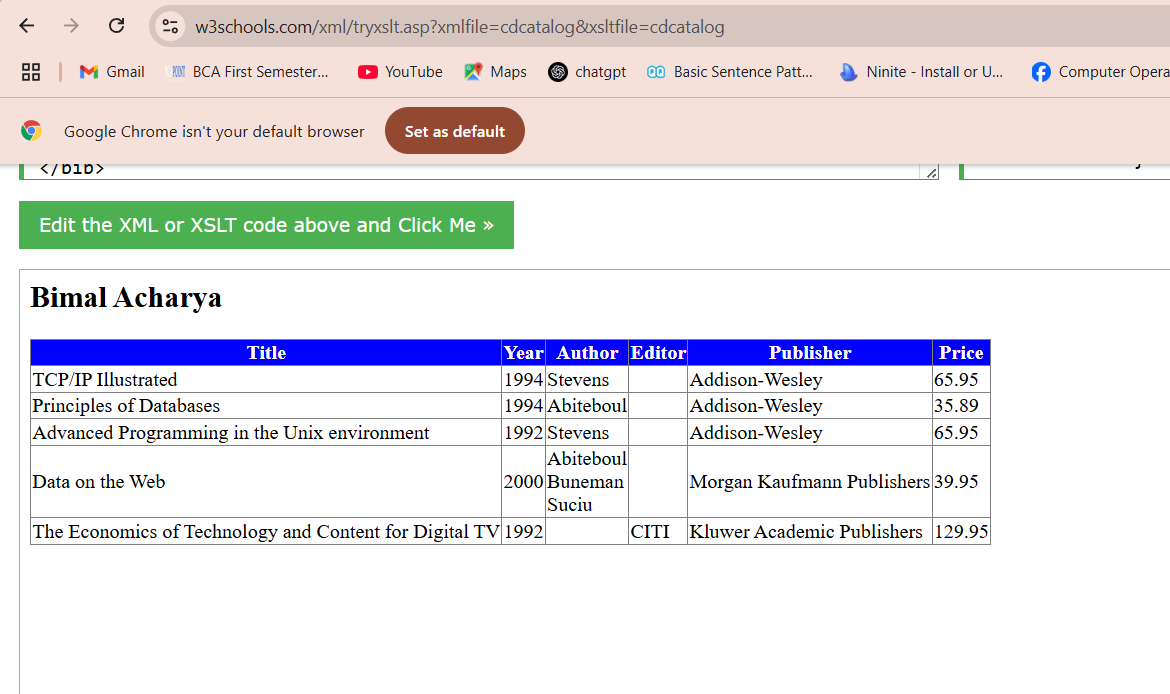 w3schools.com/xml/tryxslt.asp?xmlfile=cdcatalog&xsltfile=cdcatalog
Gmail BCA First Semester... YouTube Maps chatgpt Basic Sentence Patt... Ninite - Install or U... Computer Opera
Google Chrome isn't your default browser Set as default
</bib>
Edit the XML or XSLT code above and Click Me »
Bimal Acharya
Title Year Author Editor Publisher Price
TCP/IP Illustrated 1994 Stevens Addison-Wesley 65.95
Principles of Databases 1994 Abiteboul Addison-Wesley 35.89
Advanced Programming in the Unix environment 1992 Stevens Addison-Wesley 65.95
Abiteboul
Data on the Web 2000 Buneman Morgan Kaufmann Publishers 39.95
Suciu
The Economics of Technology and Content for Digital TV 1992 CITI Kluwer Academic Publishers 129.95